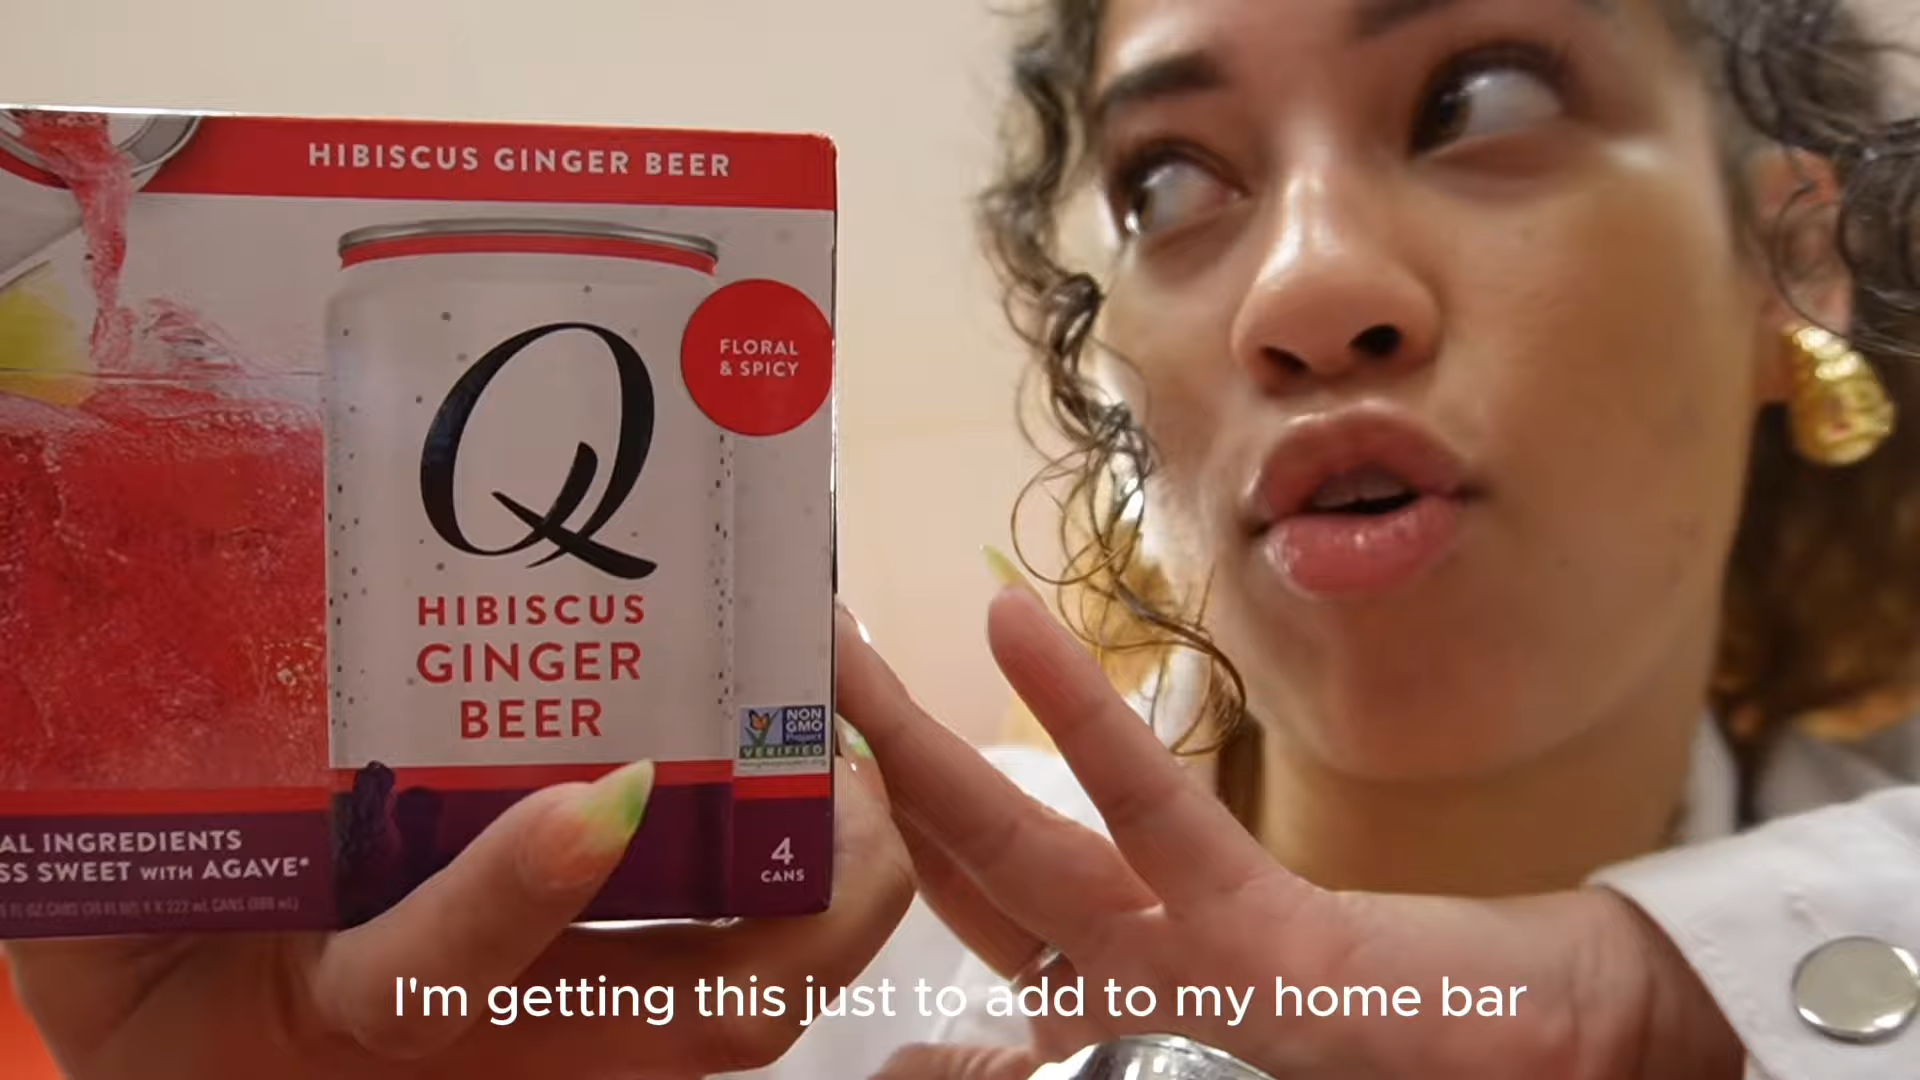 HIBISCUS GINGER BEER
FLORAL
& SPICY
Q
HIBISCUS
GINGER
BEER
NON
GMO
Project
VERIFIED
AL INGREDIENTS
SS SWEET WITH AGAVE*
4
CANS
I'm getting this just to add to my home bar